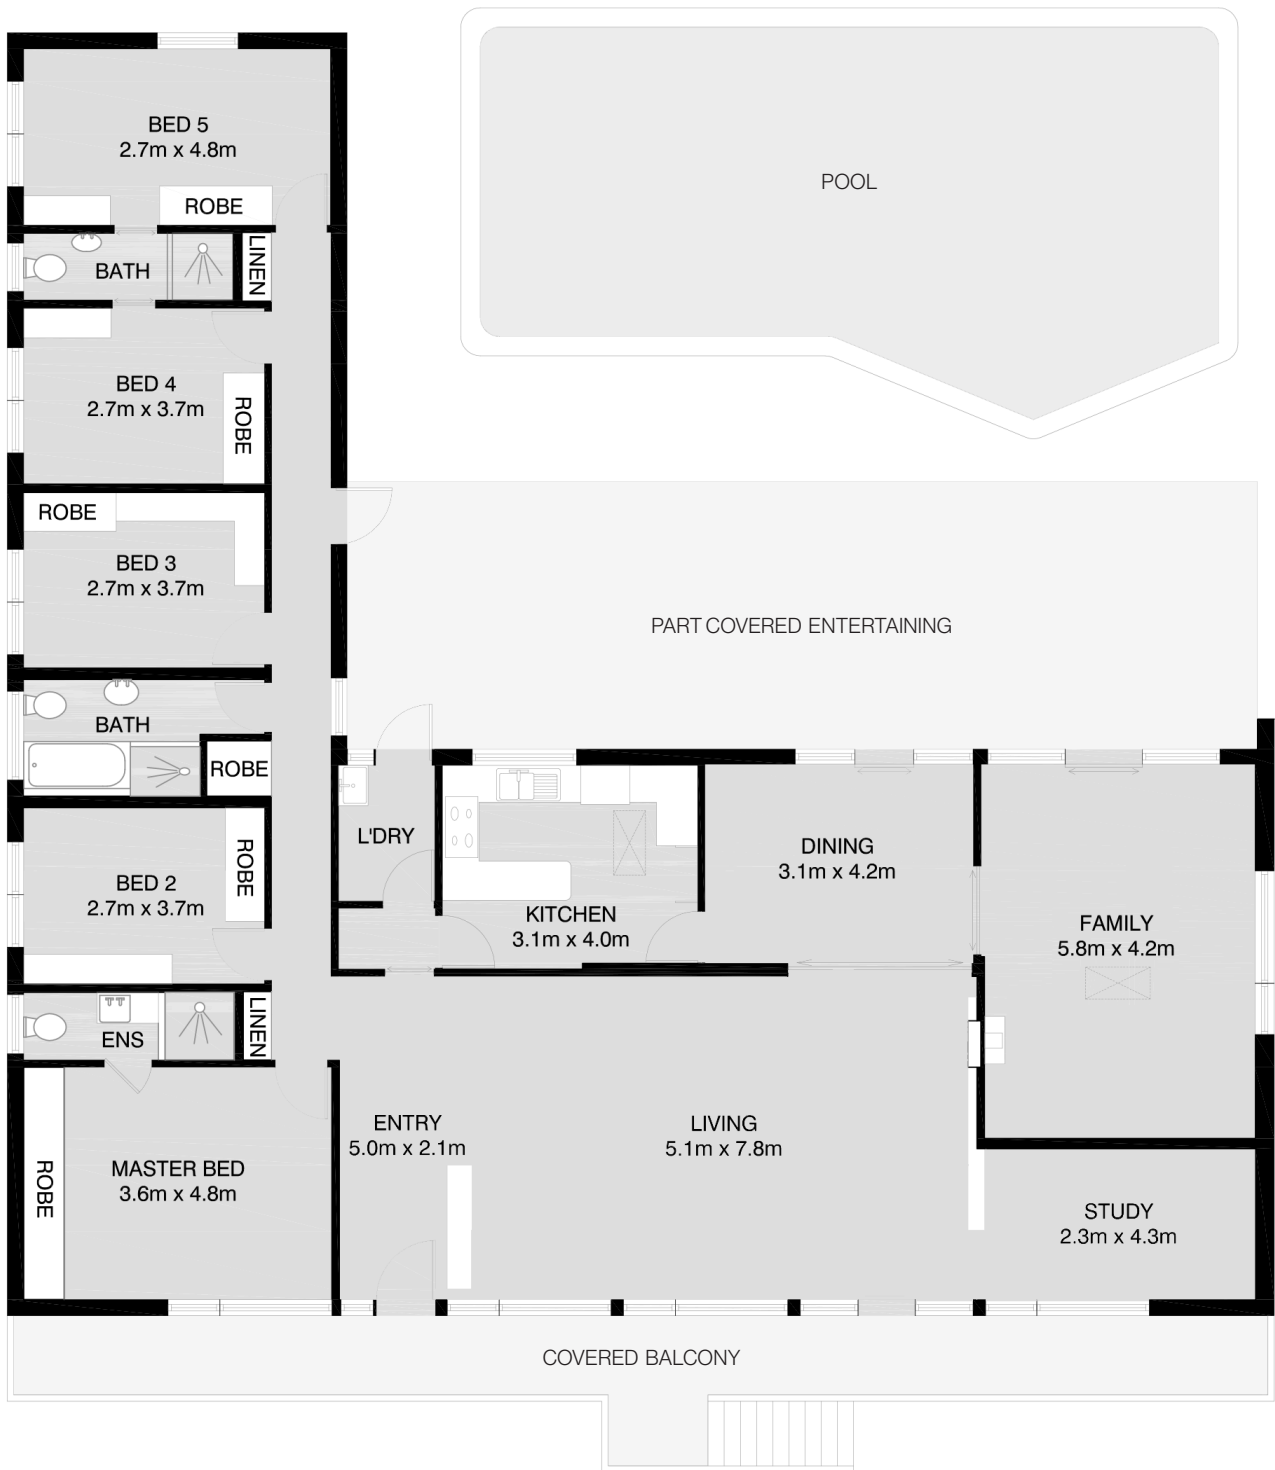 BED 5
2.7m x 4.8m
POOL
ROBE
LINEN
BATH
BED 4
2.7m x 3.7m
ROBE
ROBE
BED 3
2.7m x 3.7m
PART COVERED ENTERTAINING
BATH
ROBE
L'DRY
DINING
3.1m x 4.2m
ROBE
BED 2
2.7m x 3.7m
KITCHEN
3.1m x 4.0m
FAMILY
5.8m x 4.2m
LINEN
ENS
ENTRY
5.0m x 2.1m
LIVING
5.1m x 7.8m
ROBE
MASTER BED
3.6m x 4.8m
STUDY
2.3m x 4.3m
COVERED BALCONY